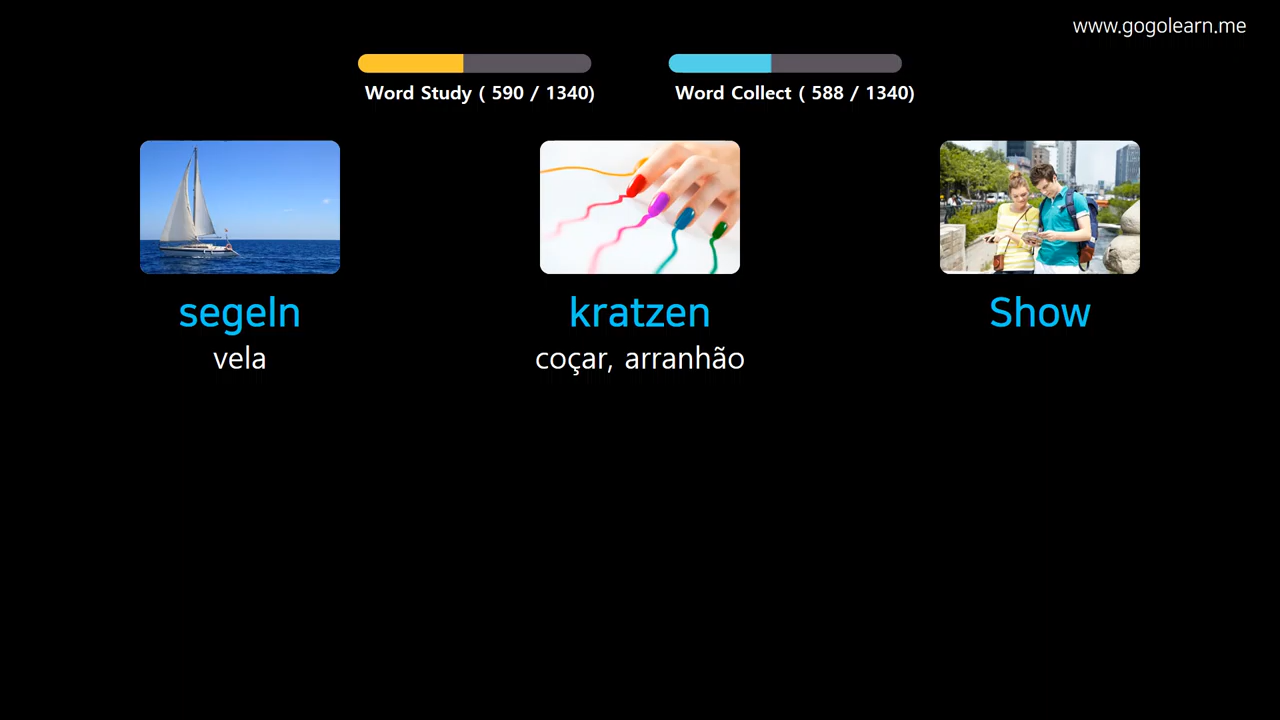 www.gogolearn.me
Word Study ( 590 / 1340)
Word Collect ( 588 / 1340)
segeln
kratzen
Show
vela
coçar, arranhão